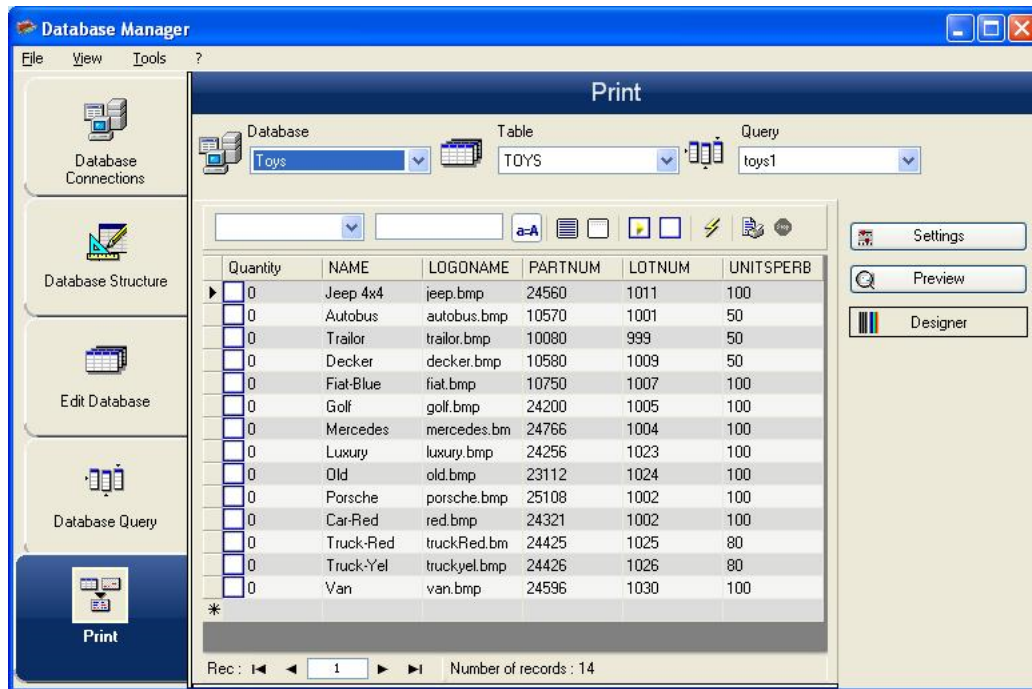 Database Manager
File View Tools ?
Print
Database Connections
Database Structure
Edit Database
Database Query
Print
Database Table Query
Toys TOYS toys1
a=A
Settings
Preview
Designer
Quantity NAME LOGONAME PARTNUM LOTNUM UNITSPERB
0 Jeep 4x4 jeep.bmp 24560 1011 100
0 Autobus autobus.bmp 10570 1001 50
0 Trailor trailor.bmp 10080 999 50
0 Decker decker.bmp 10580 1009 50
0 Fiat-Blue fiat.bmp 10750 1007 100
0 Golf golf.bmp 24200 1005 100
0 Mercedes mercedes.bm 24766 1004 100
0 Luxury luxury.bmp 24256 1023 100
0 Old old.bmp 23112 1024 100
0 Porsche porsche.bmp 25108 1002 100
0 Car-Red red.bmp 24321 1002 100
0 Truck-Red truckRed.bm 24425 1025 80
0 Truck-Yel truckyel.bmp 24426 1026 80
0 Van van.bmp 24596 1030 100
Rec : 1 Number of records : 14